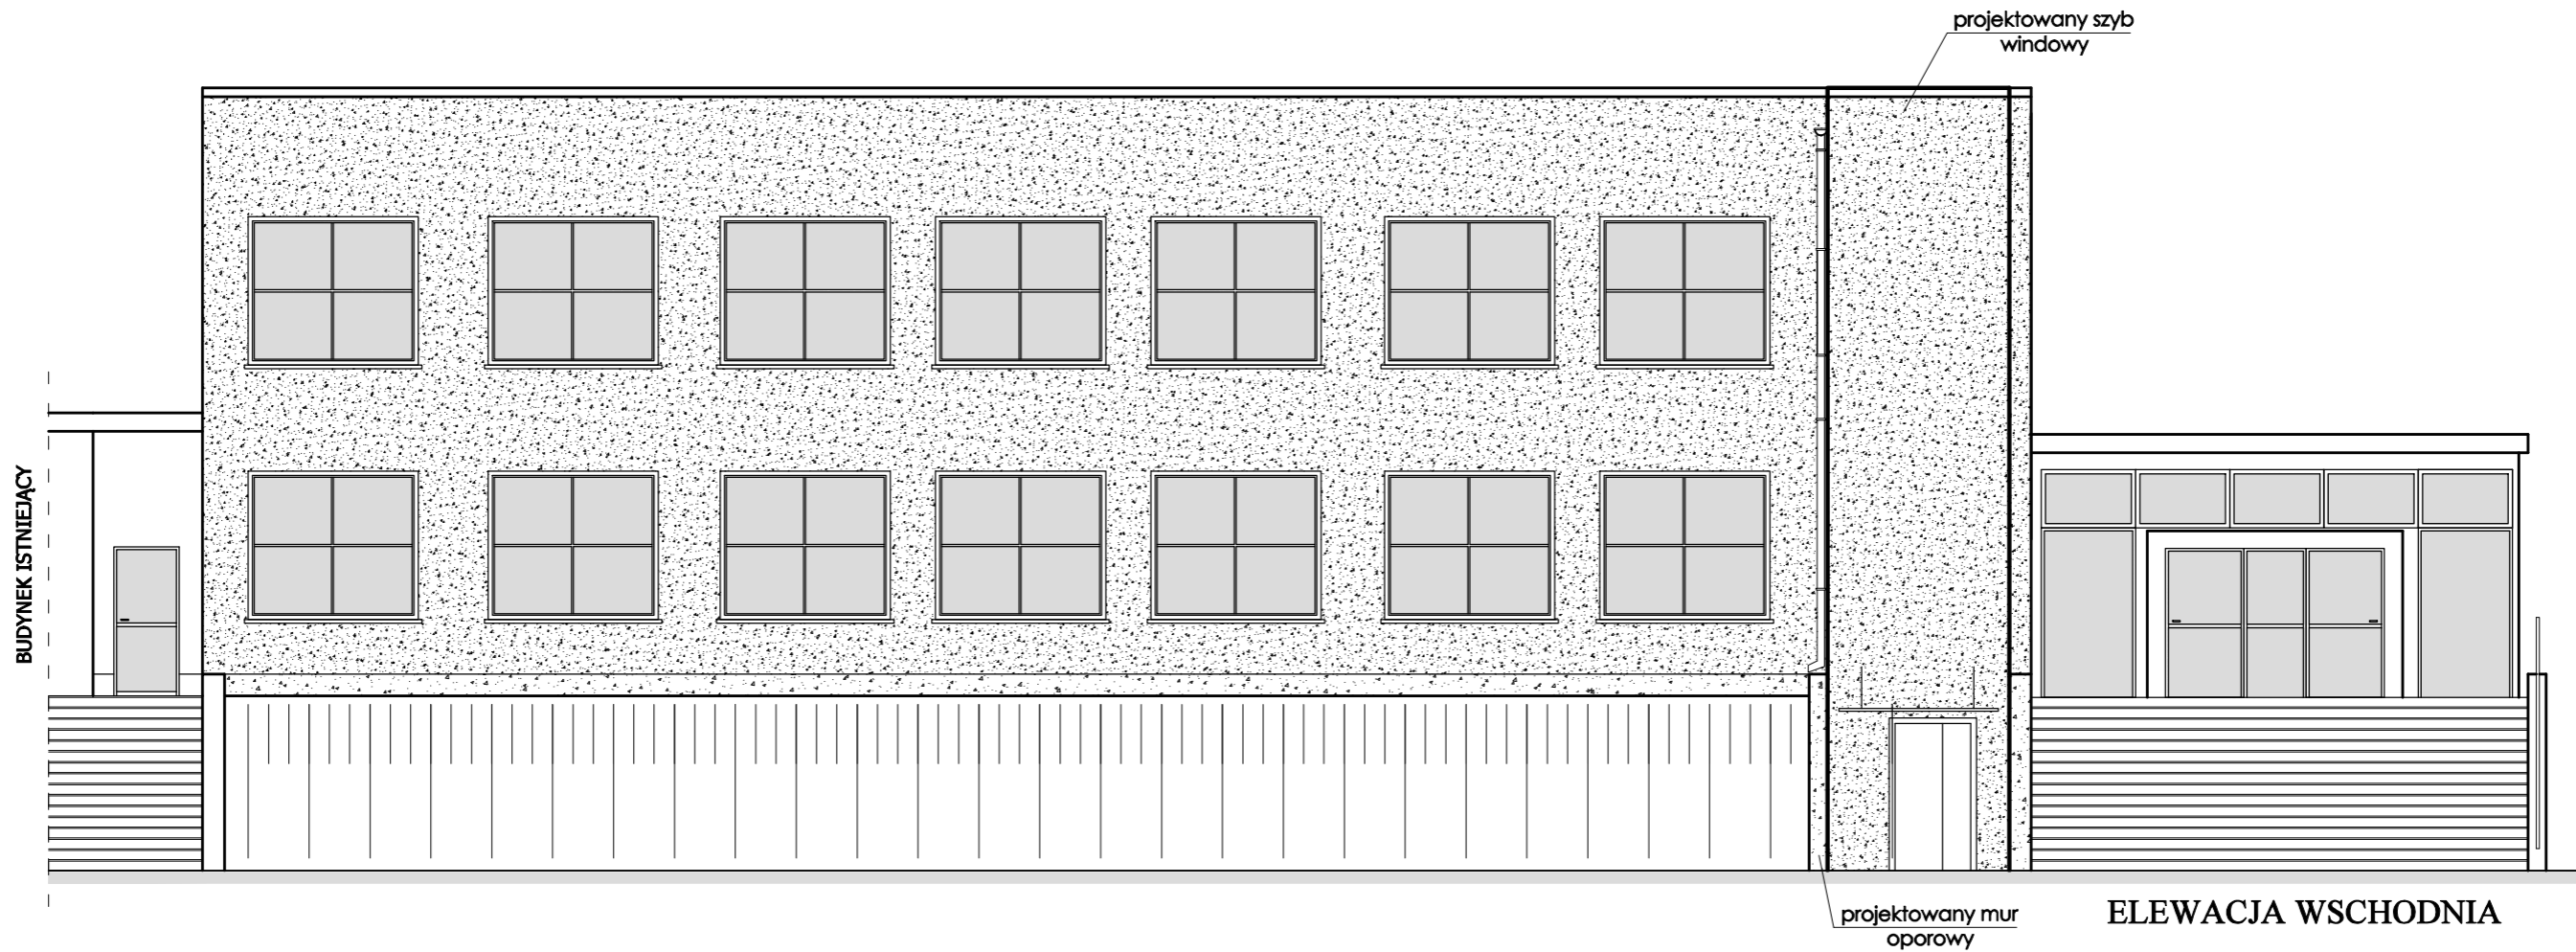 projektowany szyb
windowy
BUDYNEK ISTNIEJĄCY
projektowany mur
oporowy
ELEWACJA WSCHODNIA